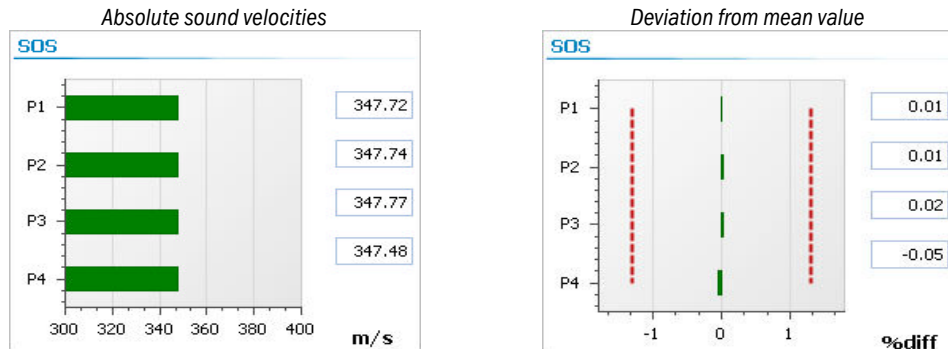 Absolute sound velocities
SOS
P1
347.72
P2
347.74
P3
347.77
P4
347.48
300 320 340 360 380 400
m/s
Deviation from mean value
SOS
P1
0.01
P2
0.01
P3
0.02
P4
-0.05
-1 0 1
%diff